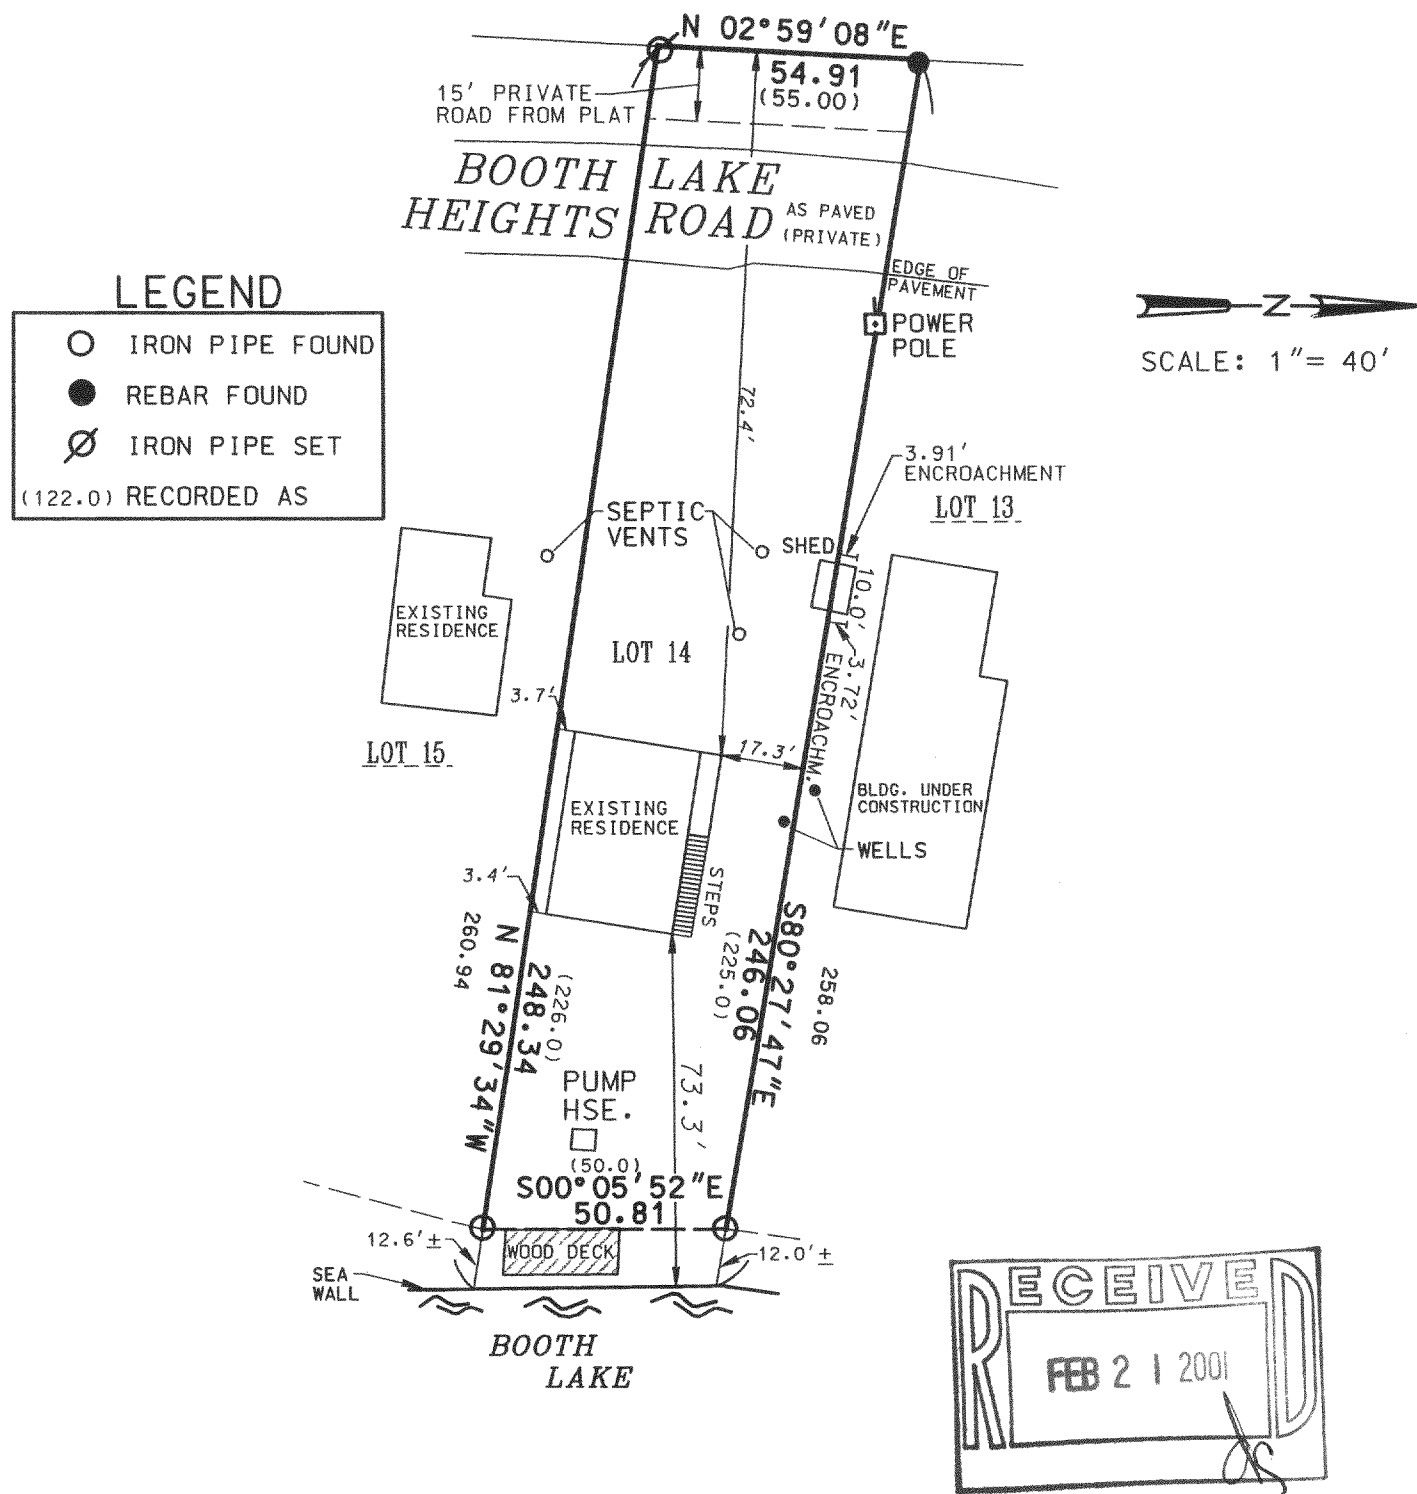 N 02°59'08"E
54.91
(55.00)
15' PRIVATE
ROAD FROM PLAT
BOOTH LAKE
HEIGHTS ROAD
AS PAVED
(PRIVATE)
EDGE OF
PAVEMENT
POWER
POLE
LEGEND
IRON PIPE FOUND
REBAR FOUND
IRON PIPE SET
(122.0) RECORDED AS
Z
SCALE: 1"= 40'
72.4'
3.91'
ENCROACHMENT
LOT 13
SEPTIC
VENTS
SHED
10.0'
EXISTING
RESIDENCE
LOT 14
3.72'
ENCROACHM.
3.7'
LOT 15
17.3'
EXISTING
RESIDENCE
BLDG. UNDER
CONSTRUCTION
WELLS
STEPS
3.4'
260.94
N 81°29'34"W
248.34
(226.0)
S80°27'47"E
246.06
(225.0)
258.06
PUMP
HSE.
73.3'
(50.0)
S00°05'52"E
50.81
12.6'±
WOOD DECK
12.0'±
SEA
WALL
BOOTH
LAKE
RECEIVED
FEB 21 2001